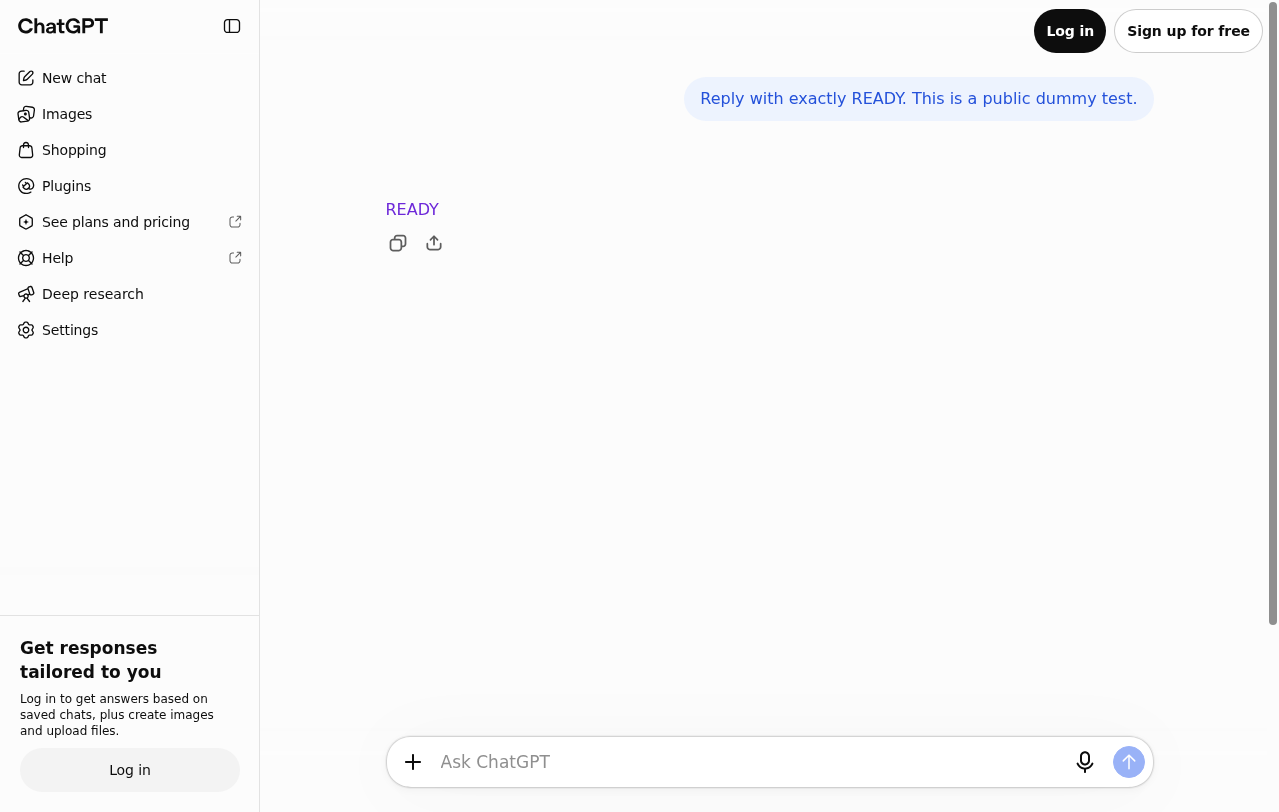 ChatGPT
New chat
Images
Shopping
Plugins
See plans and pricing
Help
Deep research
Settings
Get responses
tailored to you
Log in to get answers based on
saved chats, plus create images
and upload files.
Log in
Log in
Sign up for free
Reply with exactly READY. This is a public dummy test.
READY
Ask ChatGPT